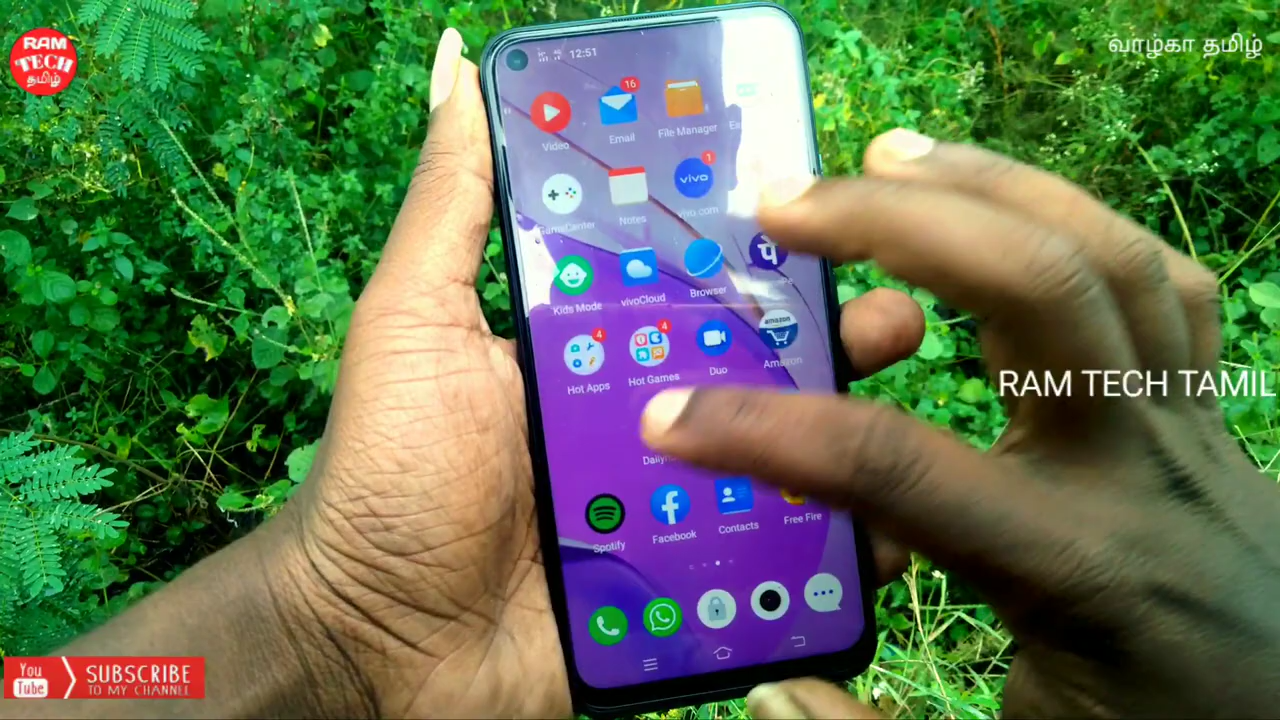 RAM
TECH
தமிழ்
வாழ்கா தமிழ்
12:51
16
Video
Email
File Manager
1
vivo
GameCenter
Notes
vivo.com
Kids Mode
vivoCloud
Browser
पे
4
4
amazon
Hot Apps
Hot Games
Duo
Amazon
RAM TECH TAMIL
Spotify
Facebook
Contacts
Free Fire
You
Tube
SUBSCRIBE
TO MY CHANNEL